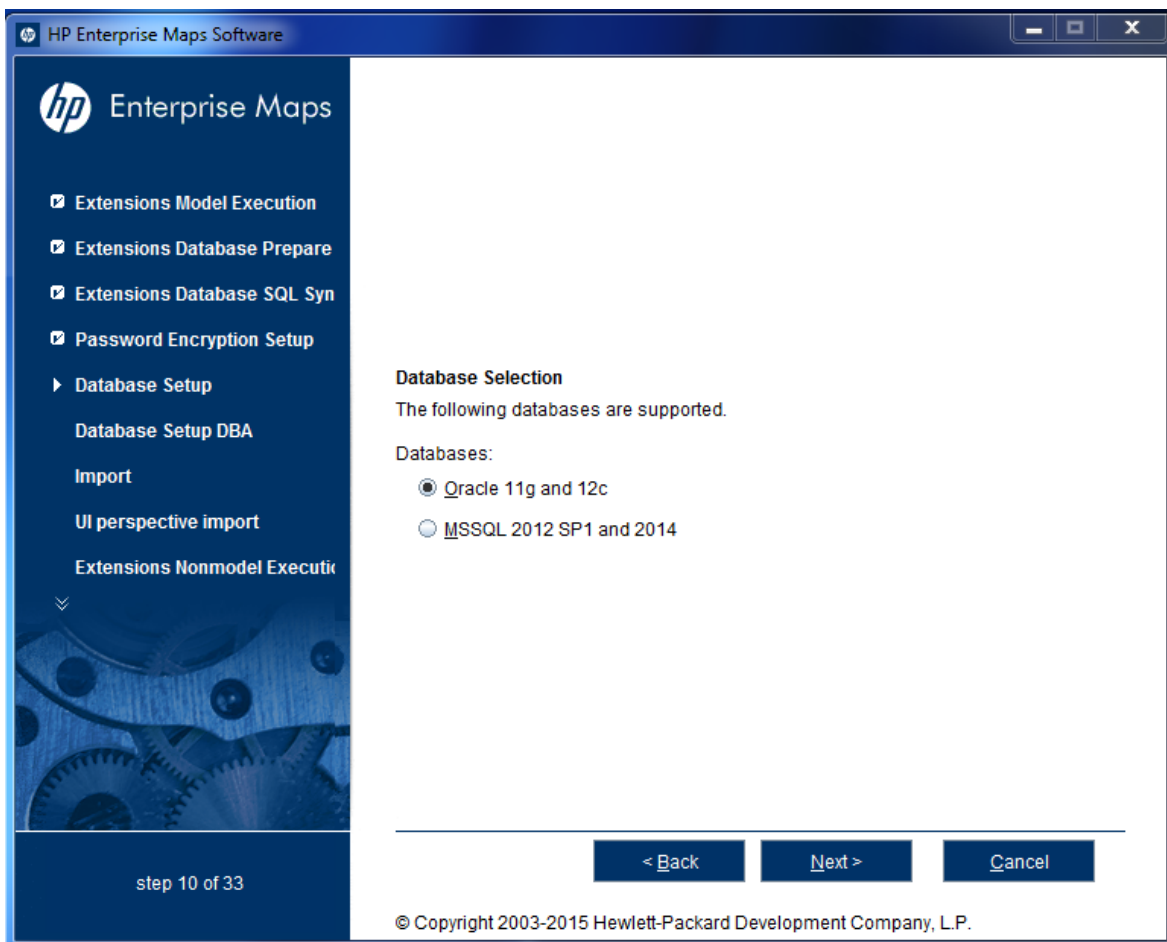 HP Enterprise Maps Software
hp Enterprise Maps
Extensions Model Execution
Extensions Database Prepare
Extensions Database SQL Syn
Password Encryption Setup
Database Setup
Database Setup DBA
Import
UI perspective import
Extensions Nonmodel Executio
step 10 of 33
Database Selection
The following databases are supported.
Databases:
Oracle 11g and 12c
MSSQL 2012 SP1 and 2014
< Back
Next >
Cancel
© Copyright 2003-2015 Hewlett-Packard Development Company, L.P.